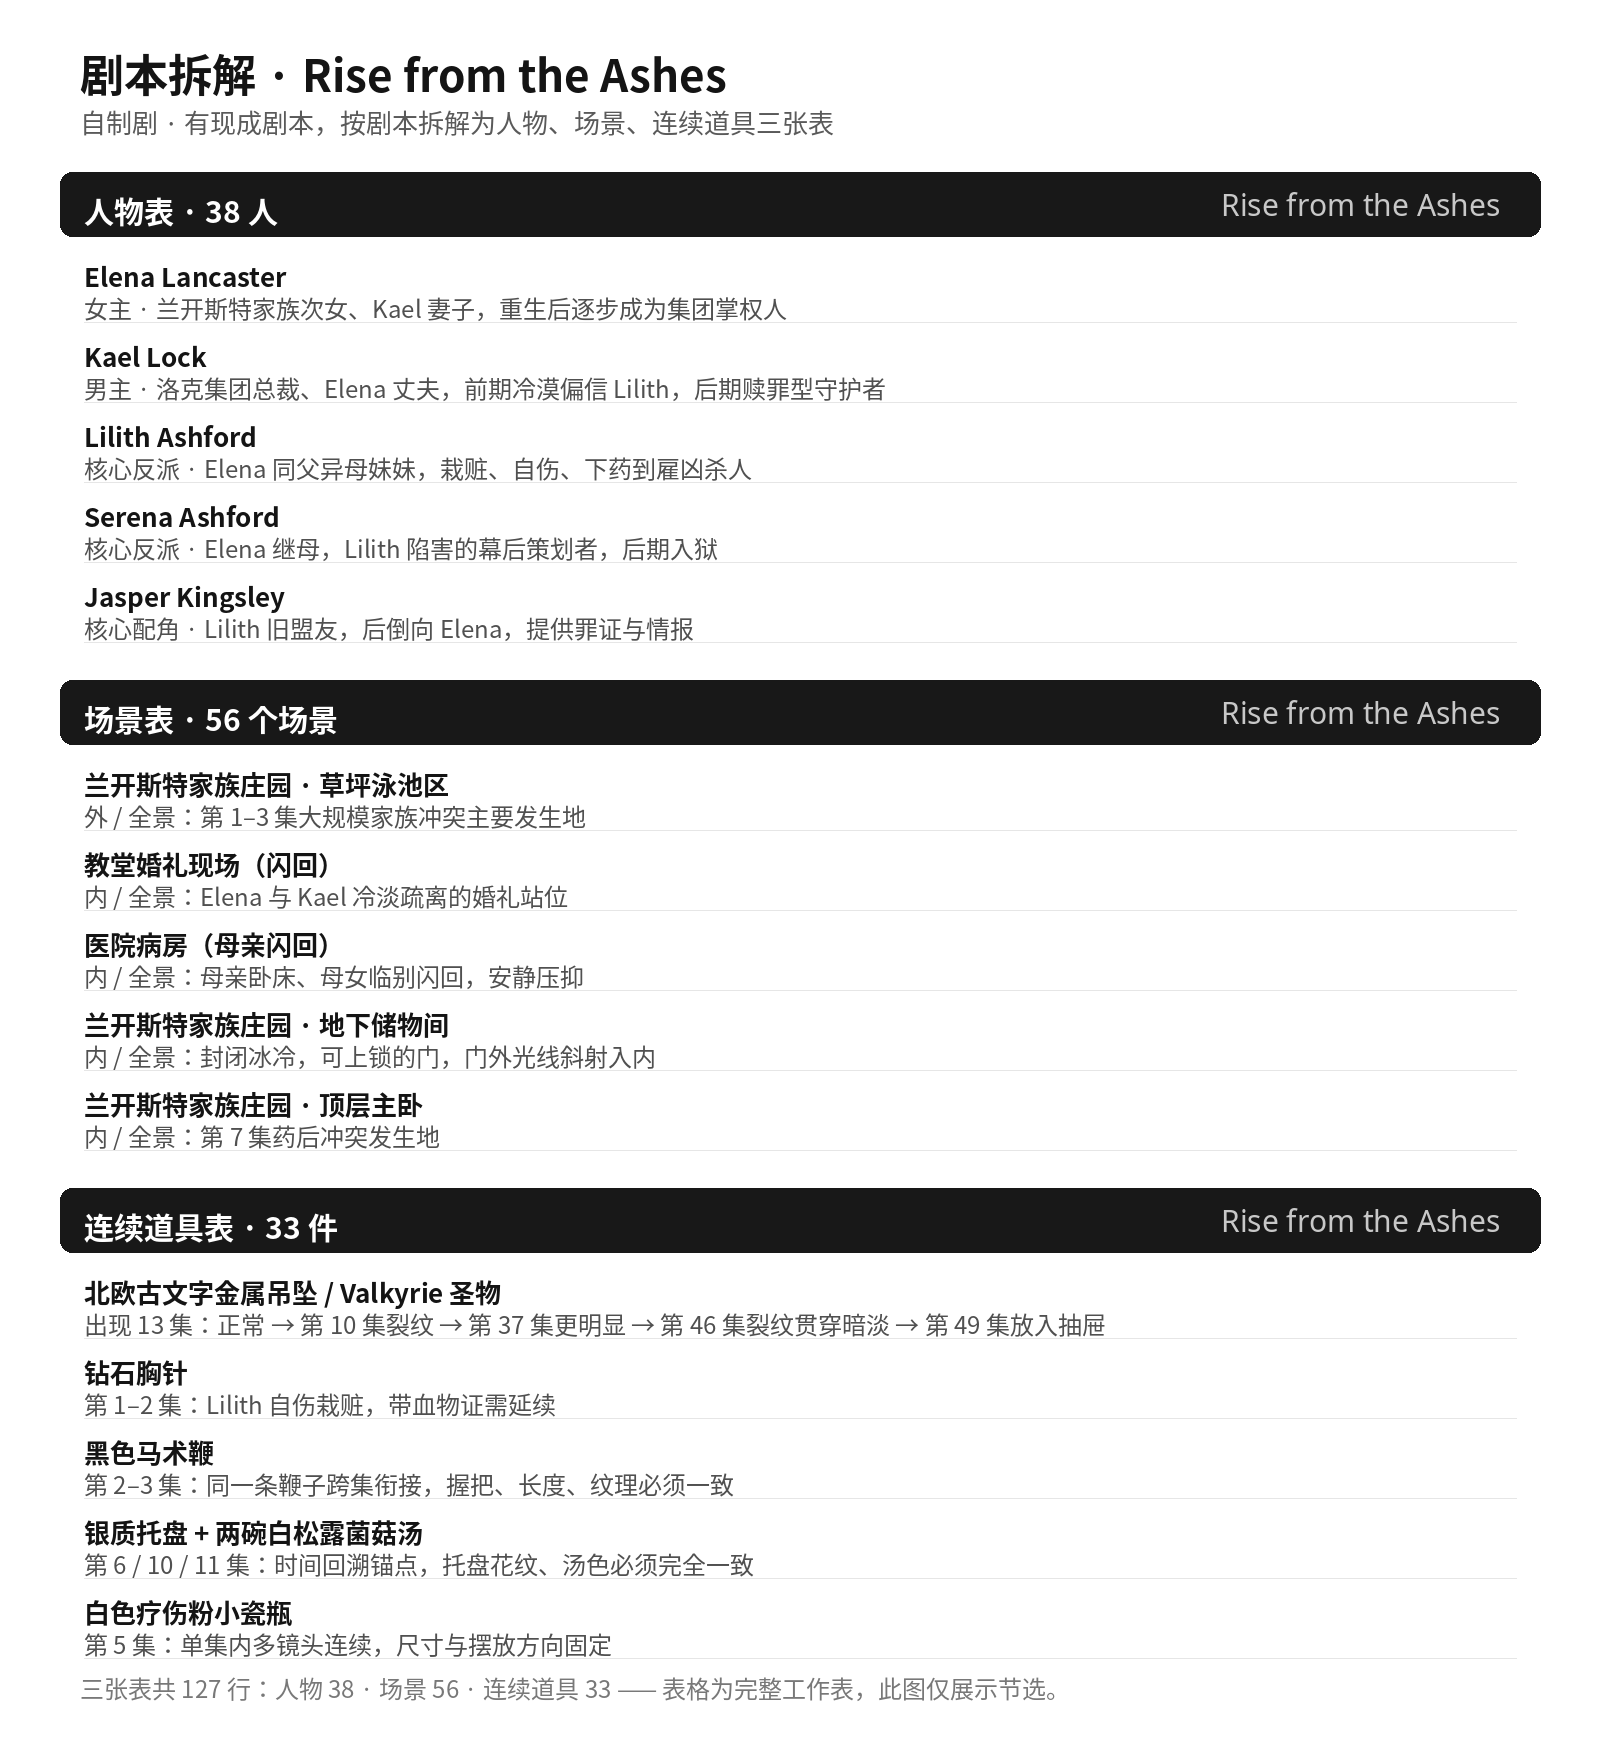 剧本拆解 · Rise from the Ashes
自制剧 · 有现成剧本，按剧本拆解为人物、场景、连续道具三张表
人物表 · 38 人
Rise from the Ashes
Elena Lancaster
女主 · 兰开斯特家族次女、Kael 妻子，重生后逐步成为集团掌权人
Kael Lock
男主 · 洛克集团总裁、Elena 丈夫，前期冷漠偏信 Lilith，后期赎罪型守护者
Lilith Ashford
核心反派 · Elena 同父异母妹妹，栽赃、自伤、下药到雇凶杀人
Serena Ashford
核心反派 · Elena 继母，Lilith 陷害的幕后策划者，后期入狱
Jasper Kingsley
核心配角 · Lilith 旧盟友，后倒向 Elena，提供罪证与情报
场景表 · 56 个场景
Rise from the Ashes
兰开斯特家族庄园 · 草坪泳池区
外 / 全景：第 1–3 集大规模家族冲突主要发生地
教堂婚礼现场（闪回）
内 / 全景：Elena 与 Kael 冷淡疏离的婚礼站位
医院病房（母亲闪回）
内 / 全景：母亲卧床、母女临别闪回，安静压抑
兰开斯特家族庄园 · 地下储物间
内 / 全景：封闭冰冷，可上锁的门，门外光线斜射入内
兰开斯特家族庄园 · 顶层主卧
内 / 全景：第 7 集药后冲突发生地
连续道具表 · 33 件
Rise from the Ashes
北欧古文字金属吊坠 / Valkyrie 圣物
出现 13 集：正常 → 第 10 集裂纹 → 第 37 集更明显 → 第 46 集裂纹贯穿暗淡 → 第 49 集放入抽屉
钻石胸针
第 1–2 集：Lilith 自伤栽赃，带血物证需延续
黑色马术鞭
第 2–3 集：同一条鞭子跨集衔接，握把、长度、纹理必须一致
银质托盘 + 两碗白松露菌菇汤
第 6 / 10 / 11 集：时间回溯锚点，托盘花纹、汤色必须完全一致
白色疗伤粉小瓷瓶
第 5 集：单集内多镜头连续，尺寸与摆放方向固定
三张表共 127 行：人物 38 · 场景 56 · 连续道具 33 —— 表格为完整工作表，此图仅展示节选。